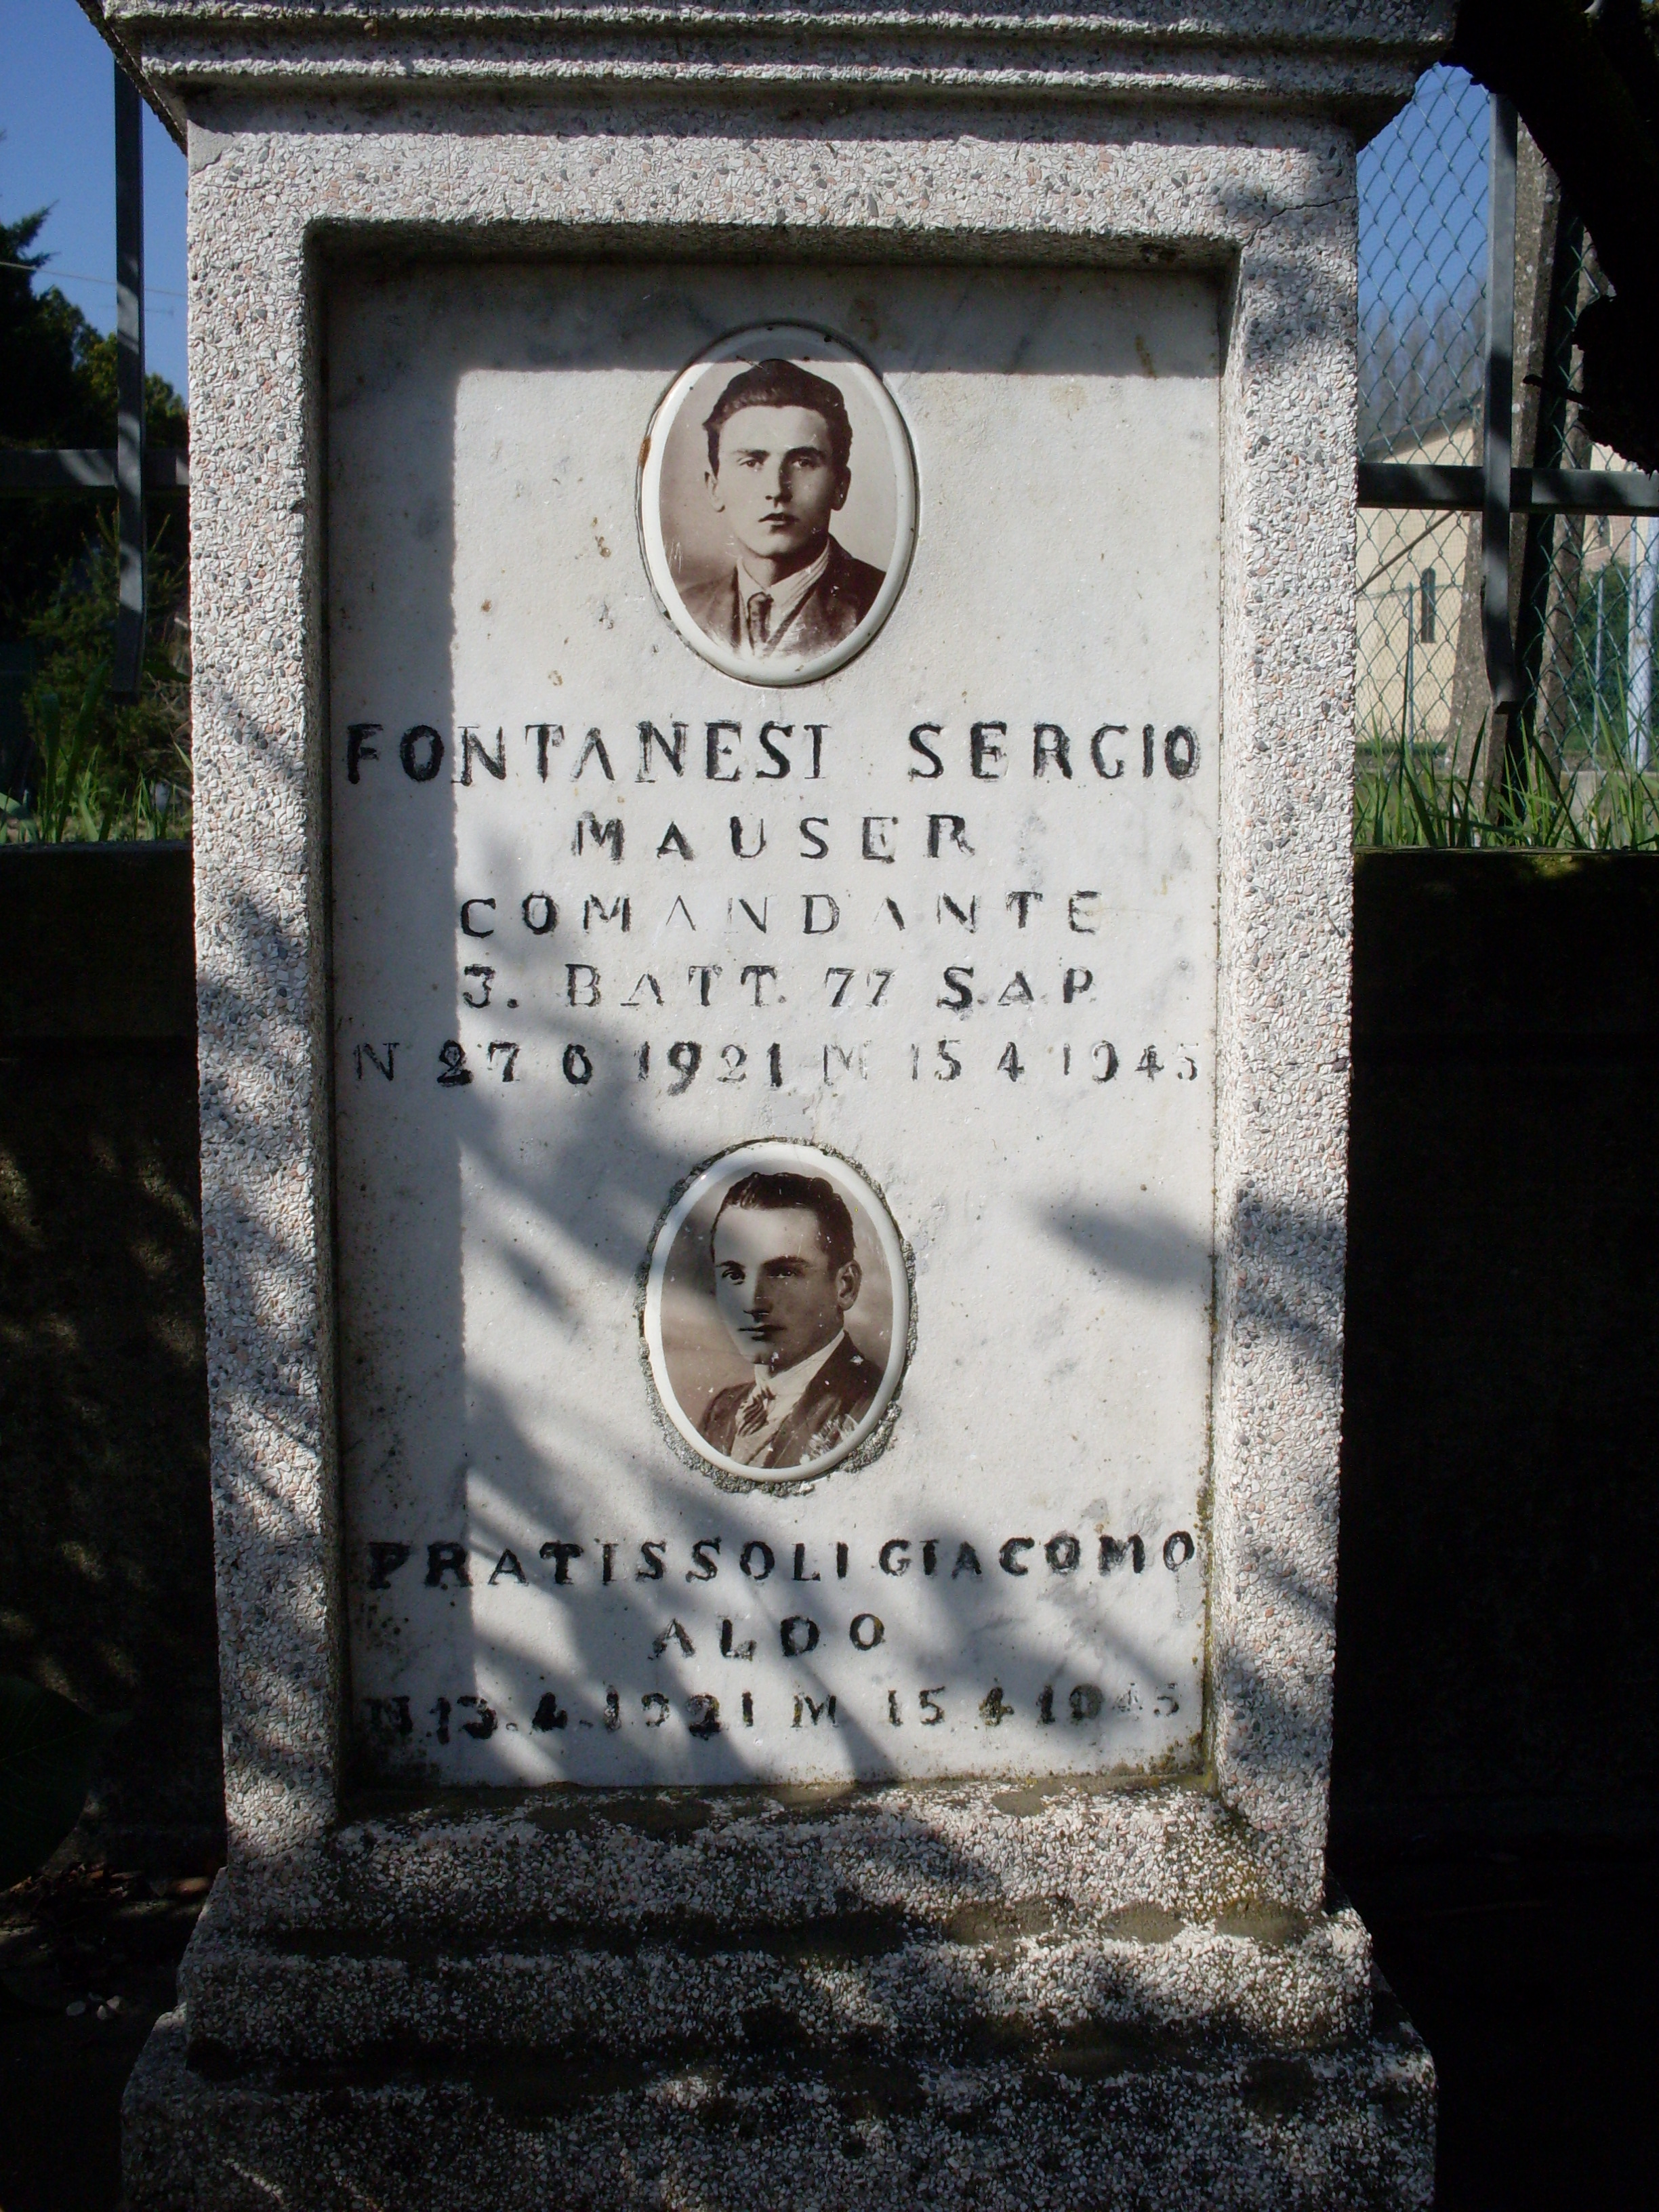 FONTANESI SERGIO
MAUSER
COMANDANTE
3. BATT. 77 S.A.P.
N 27 6 1921 M 15 4 1945
PRATISSOLI GIACOMO
ALDO
N.13.4.1921 M 15 4 1945